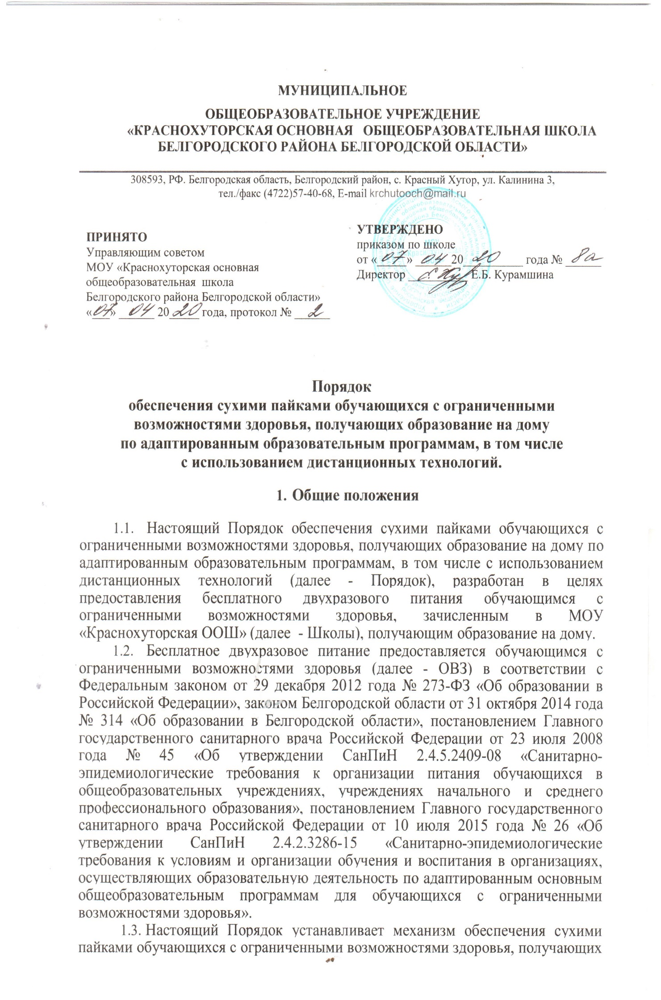 МУНИЦИПАЛЬНОЕ
ОБЩЕОБРАЗОВАТЕЛЬНОЕ УЧРЕЖДЕНИЕ
«КРАСНОХУТОРСКАЯ ОСНОВНАЯ ОБЩЕОБРАЗОВАТЕЛЬНАЯ ШКОЛА
БЕЛГОРОДСКОГО РАЙОНА БЕЛГОРОДСКОЙ ОБЛАСТИ»
308593, РФ. Белгородская область, Белгородский район, с. Красный Хутор, ул. Калинина 3,
тел./факс (4722)57-40-68, E-mail krchutooch@mail.ru
ПРИНЯТО
Управляющим советом
МОУ «Краснохуторская основная
общеобразовательная школа
Белгородского района Белгородской области»
«07» 04 2020 года, протокол № 2
УТВЕРЖДЕНО
приказом по школе
от «07» 04 2020 года № 8а
Директор Е.Б. Курамшина
Порядок
обеспечения сухими пайками обучающихся с ограниченными
возможностями здоровья, получающих образование на дому
по адаптированным образовательным программам, в том числе
с использованием дистанционных технологий.
1. Общие положения
1.1. Настоящий Порядок обеспечения сухими пайками обучающихся с
ограниченными возможностями здоровья, получающих образование на дому по
адаптированным образовательным программам, в том числе с использованием
дистанционных технологий (далее - Порядок), разработан в целях
предоставления бесплатного двухразового питания обучающимся с
ограниченными возможностями здоровья, зачисленным в МОУ
«Краснохуторская ООШ» (далее - Школы), получающим образование на дому.
1.2. Бесплатное двухразовое питание предоставляется обучающимся с
ограниченными возможностями здоровья (далее - ОВЗ) в соответствии с
Федеральным законом от 29 декабря 2012 года № 273-ФЗ «Об образовании в
Российской Федерации», законом Белгородской области от 31 октября 2014 года
№ 314 «Об образовании в Белгородской области», постановлением Главного
государственного санитарного врача Российской Федерации от 23 июля 2008
года № 45 «Об утверждении СанПиН 2.4.5.2409-08 «Санитарно-
эпидемиологические требования к организации питания обучающихся в
общеобразовательных учреждениях, учреждениях начального и среднего
профессионального образования», постановлением Главного государственного
санитарного врача Российской Федерации от 10 июля 2015 года № 26 «Об
утверждении СанПиН 2.4.2.3286-15 «Санитарно-эпидемиологические
требования к условиям и организации обучения и воспитания в организациях,
осуществляющих образовательную деятельность по адаптированным основным
общеобразовательным программам для обучающихся с ограниченными
возможностями здоровья».
1.3. Настоящий Порядок устанавливает механизм обеспечения сухими
пайками обучающихся с ограниченными возможностями здоровья, получающих